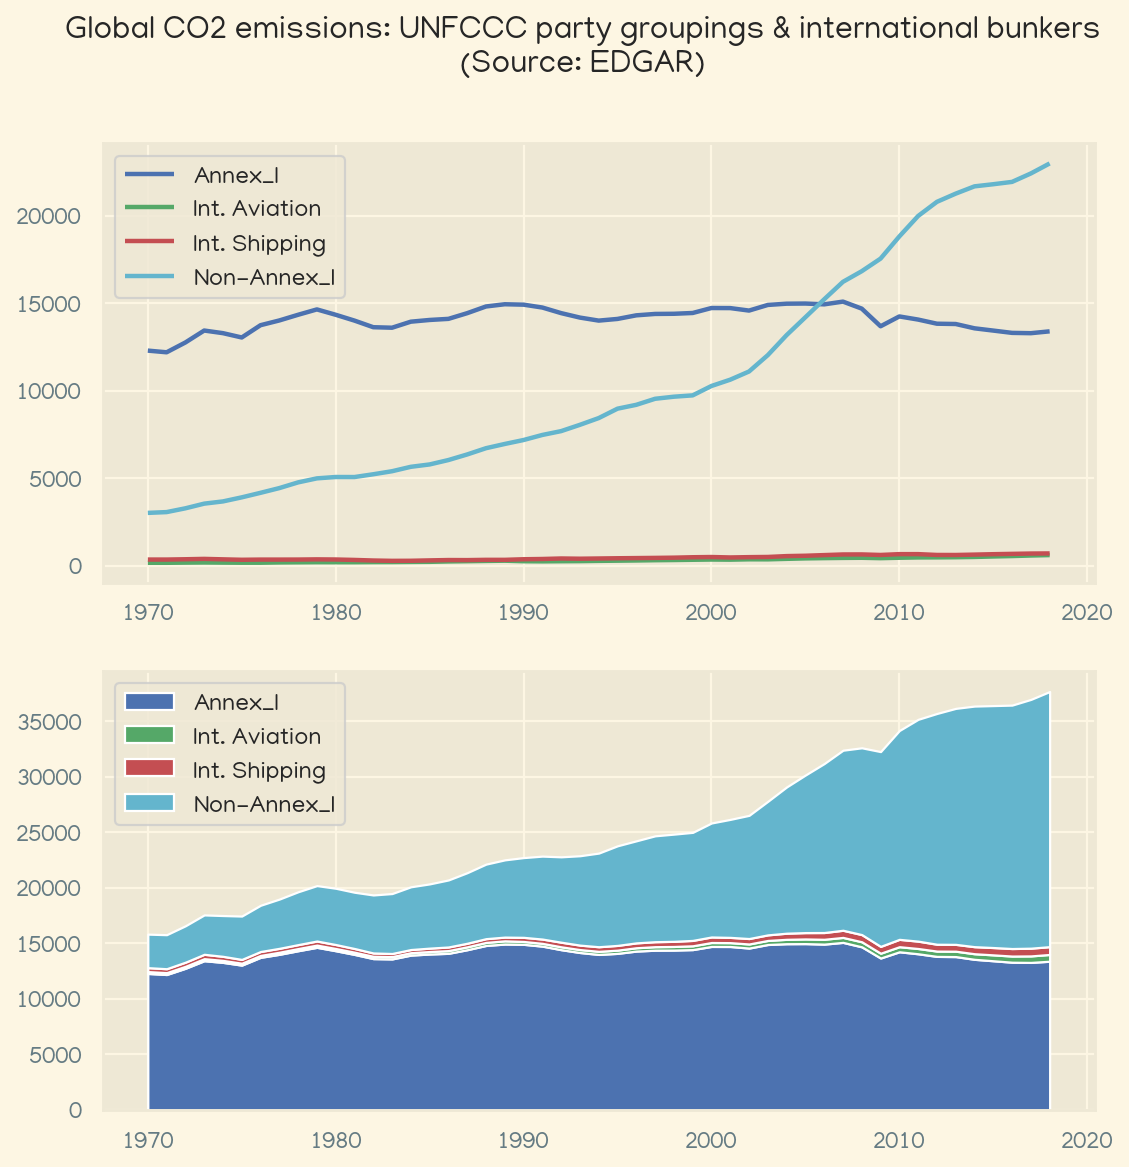 Global CO2 emissions: UNFCCC party groupings & international bunkers
(Source: EDGAR)
Annex_I
Int. Aviation
Int. Shipping
Non-Annex_I
20000
15000
10000
5000
0
1970 1980 1990 2000 2010 2020
Annex_I
Int. Aviation
Int. Shipping
Non-Annex_I
35000
30000
25000
20000
15000
10000
5000
0
1970 1980 1990 2000 2010 2020